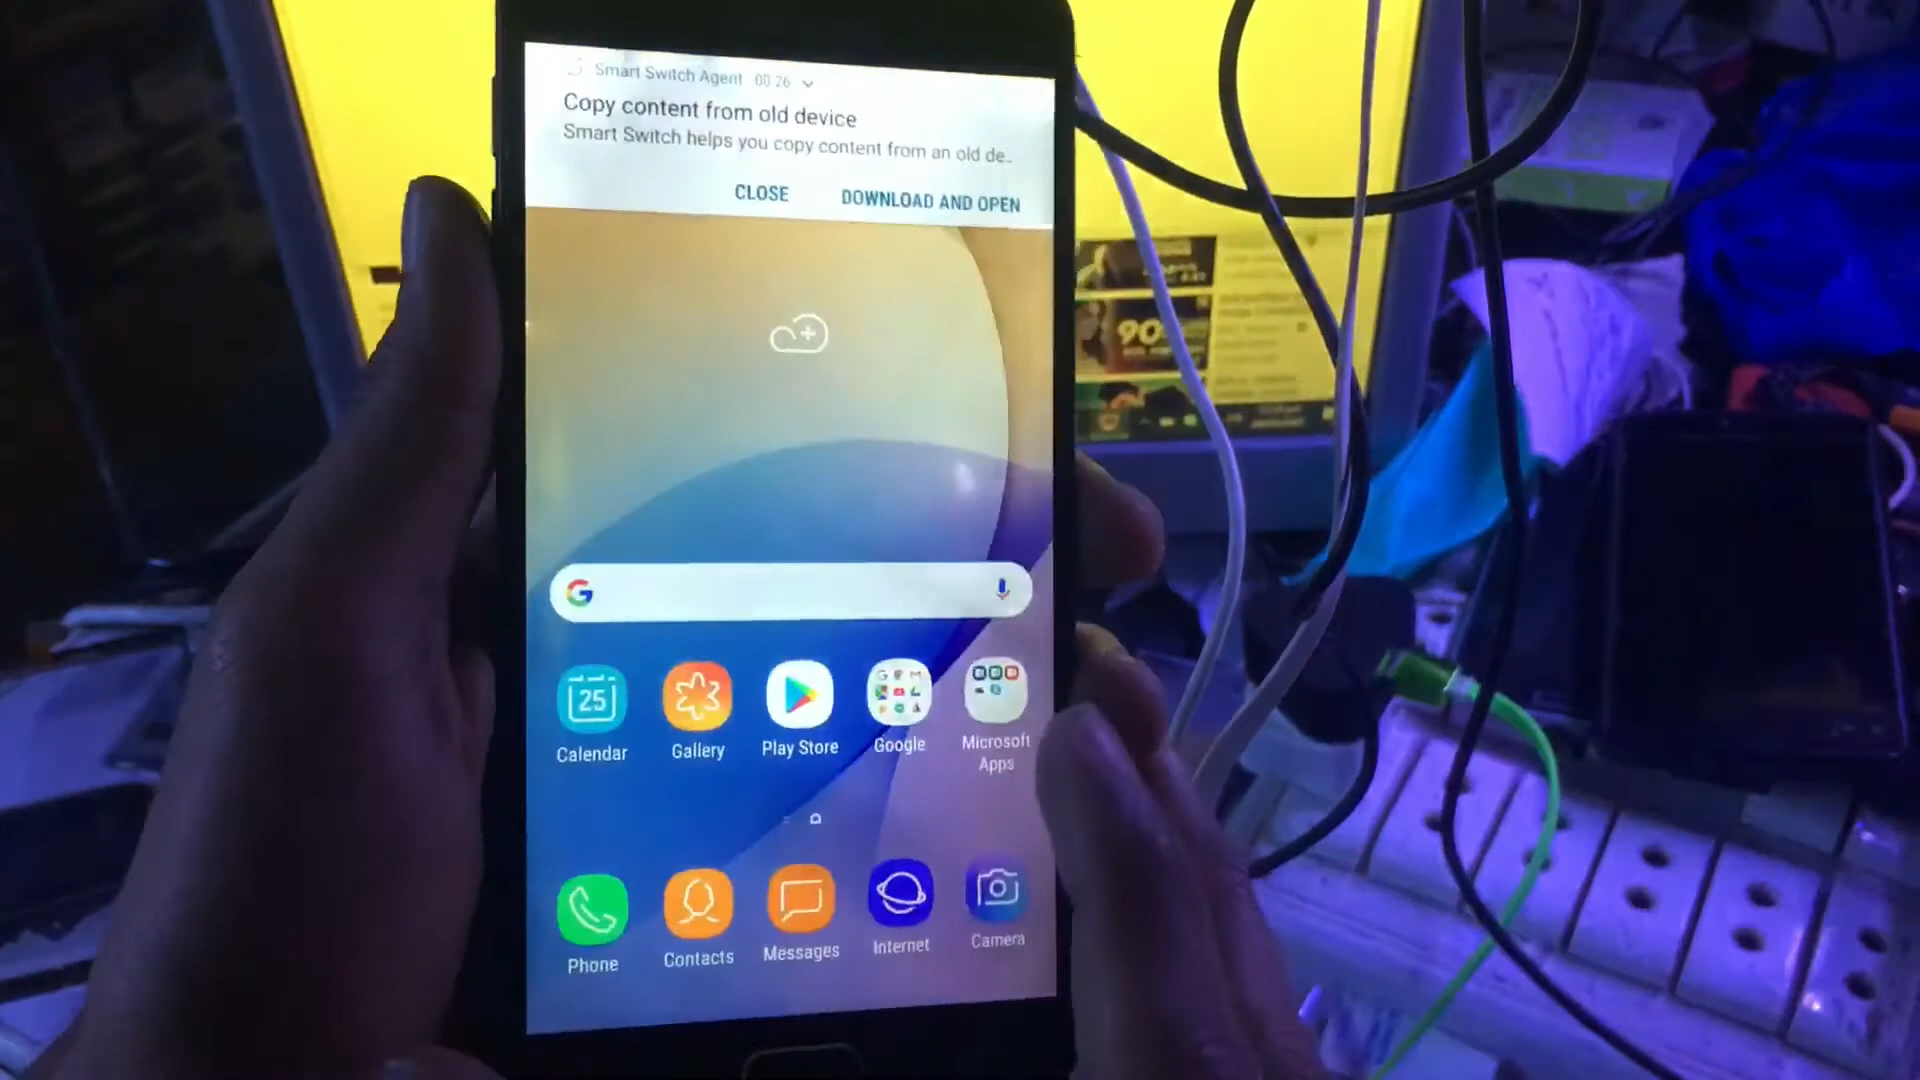 Smart Switch Agent 00 26
Copy content from old device
Smart Switch helps you copy content from an old de..
CLOSE DOWNLOAD AND OPEN
G
25
Calendar Gallery Play Store Google Microsoft Apps
Phone Contacts Messages Internet Camera
90